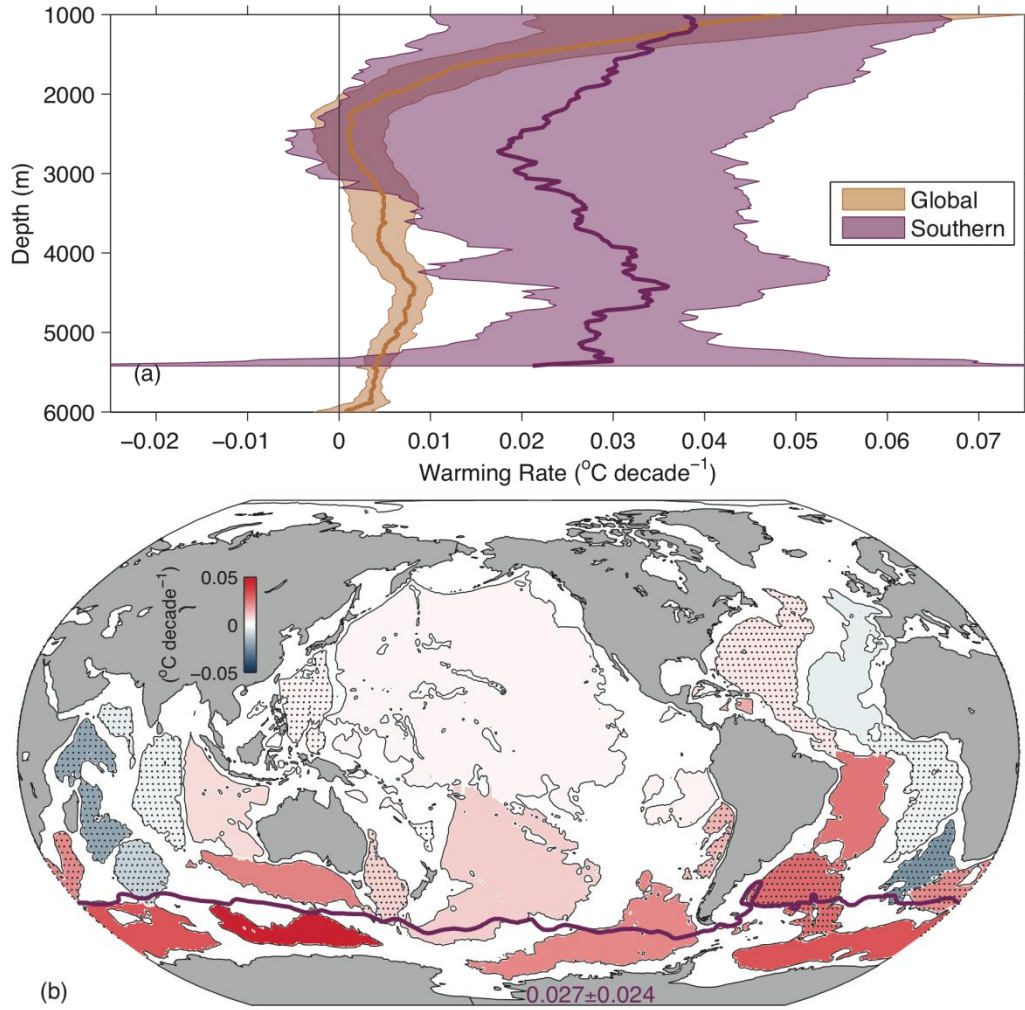 1000
2000
3000
4000
5000
6000
Depth (m)
Global
Southern
(a)
−0.02 −0.01 0 0.01 0.02 0.03 0.04 0.05 0.06 0.07
Warming Rate (°C decade⁻¹)
0.05
0
−0.05
(°C decade⁻¹)
(b)
0.027±0.024